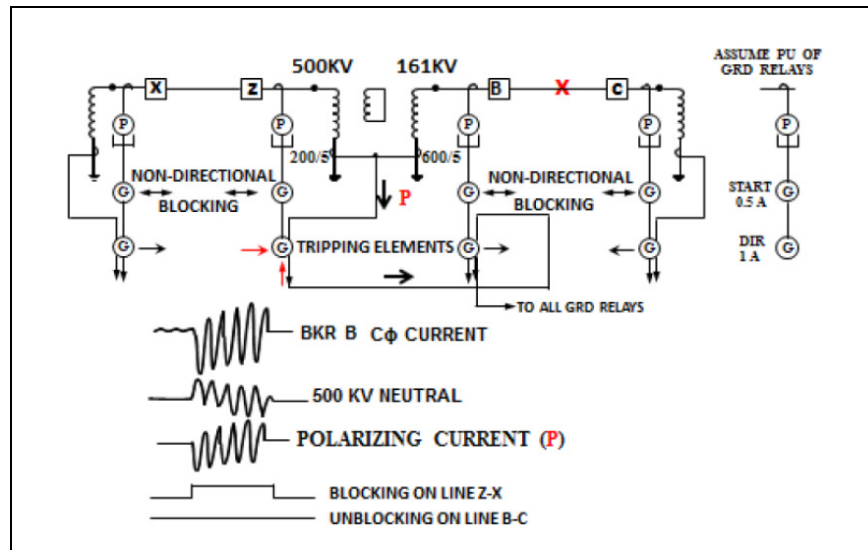 500KV 161KV
ASSUME PU OF
GRD RELAYS
X Z B X C
P P P P P
200/5 600/5
NON-DIRECTIONAL
BLOCKING
P
NON-DIRECTIONAL
BLOCKING
G G G G G
START
0.5 A
G G TRIPPING ELEMENTS G G G
DIR
1 A
TO ALL GRD RELAYS
BKR B Cϕ CURRENT
500 KV NEUTRAL
POLARIZING CURRENT (P)
BLOCKING ON LINE Z-X
UNBLOCKING ON LINE B-C